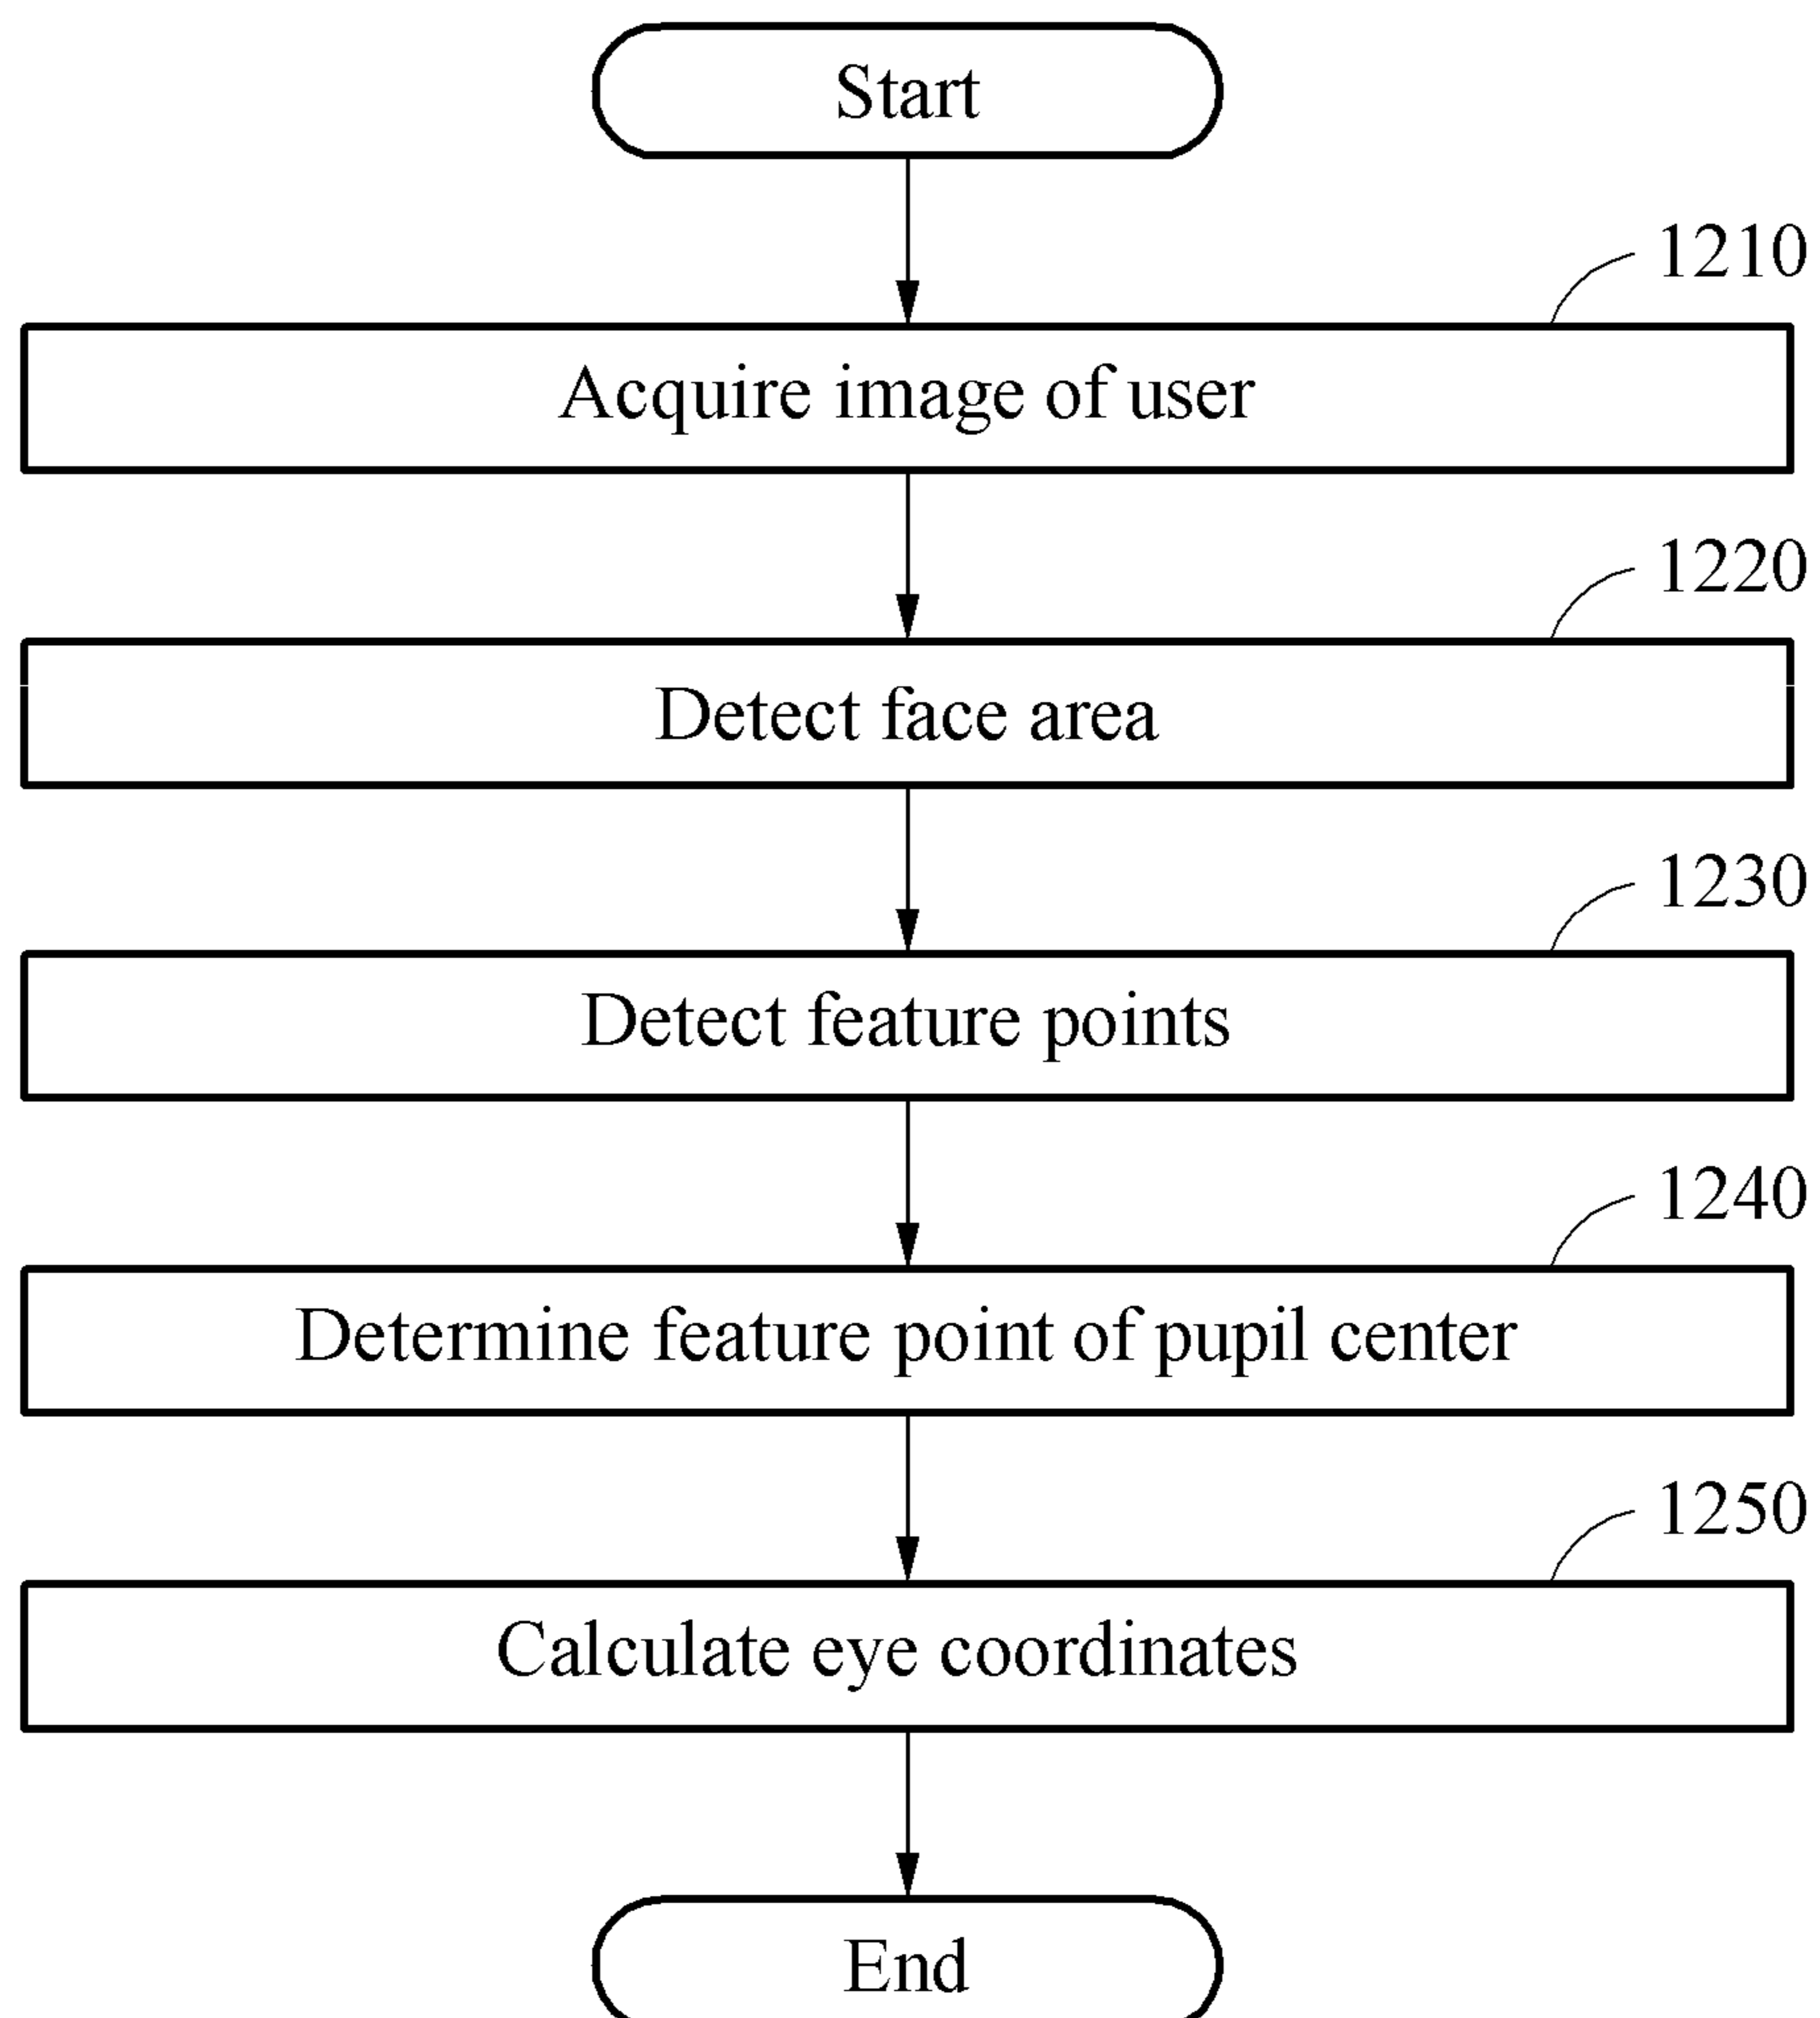 Start
1210
Acquire image of user
1220
Detect face area
1230
Detect feature points
1240
Determine feature point of pupil center
1250
Calculate eye coordinates
End